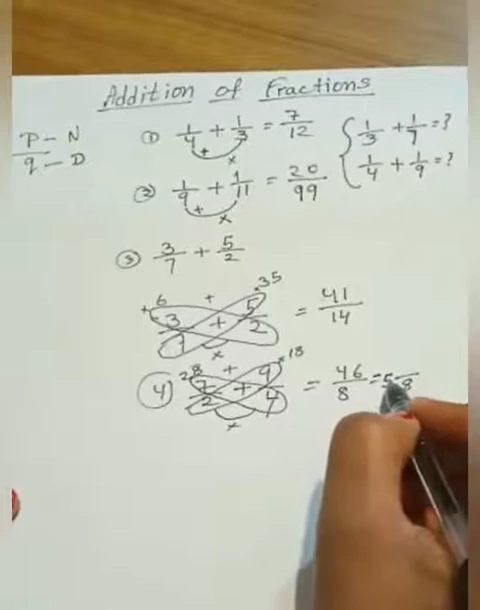 Addition of Fractions
P - N
q - D
① 1/4 + 1/3 = 7/12
+ ×
② 1/9 + 1/11 = 20/99
+ ×
{ 1/3 + 1/7 = ?
1/4 + 1/9 = ?
③ 3/7 + 5/2
6 + 35
3/7 + 5/2 = 41/14
×
4) 28 + 18
7/2 + 9/4 = 46/8 = 5 /8
×